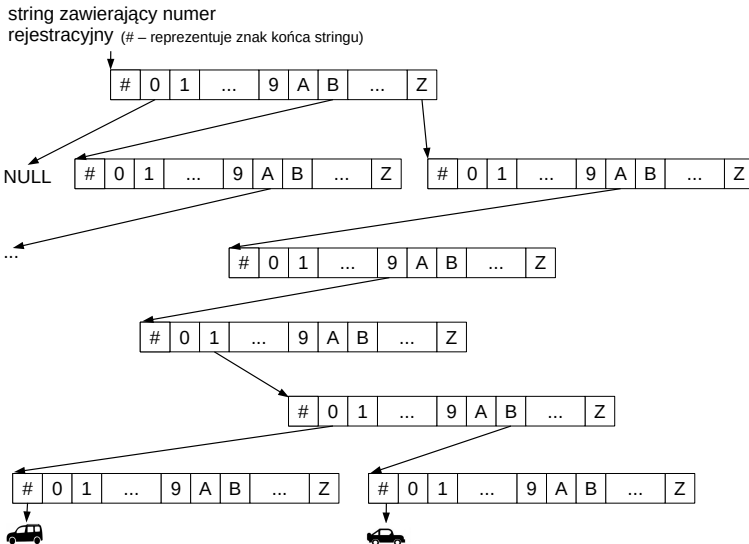 string zawierający numer
rejestracyjny (# – reprezentuje znak końca stringu)
# 0 1 ... 9 A B ... Z
NULL
# 0 1 ... 9 A B ... Z
# 0 1 ... 9 A B ... Z
...
# 0 1 ... 9 A B ... Z
# 0 1 ... 9 A B ... Z
# 0 1 ... 9 A B ... Z
# 0 1 ... 9 A B ... Z
# 0 1 ... 9 A B ... Z